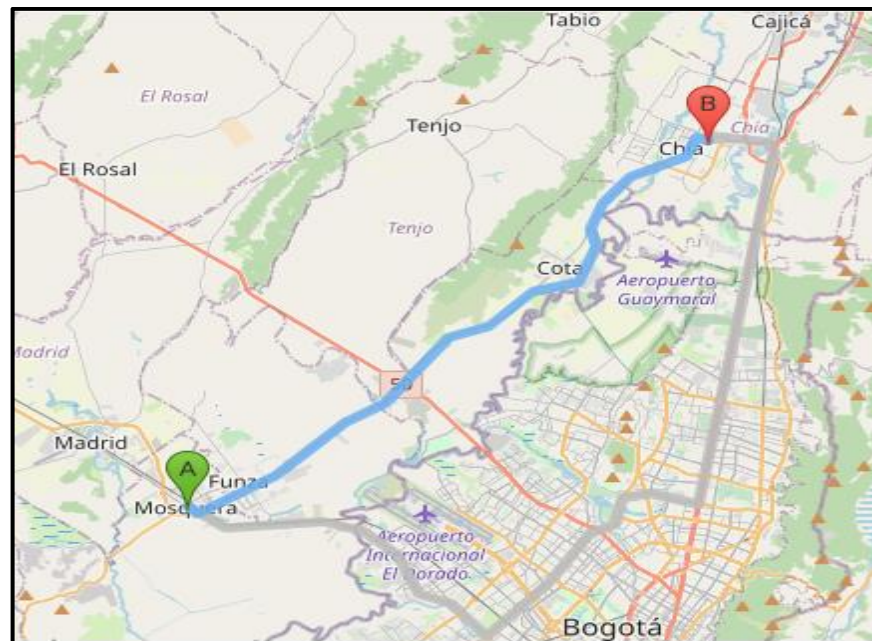 Tabio
Cajicá
El Rosal
Tenjo
B
Chía
Chía
El Rosal
Tenjo
Cota
Aeropuerto
Guaymaral
Madrid
50
Madrid
A
Funza
Mosquera
Aeropuerto
Internacional
El Dorado
Bogotá